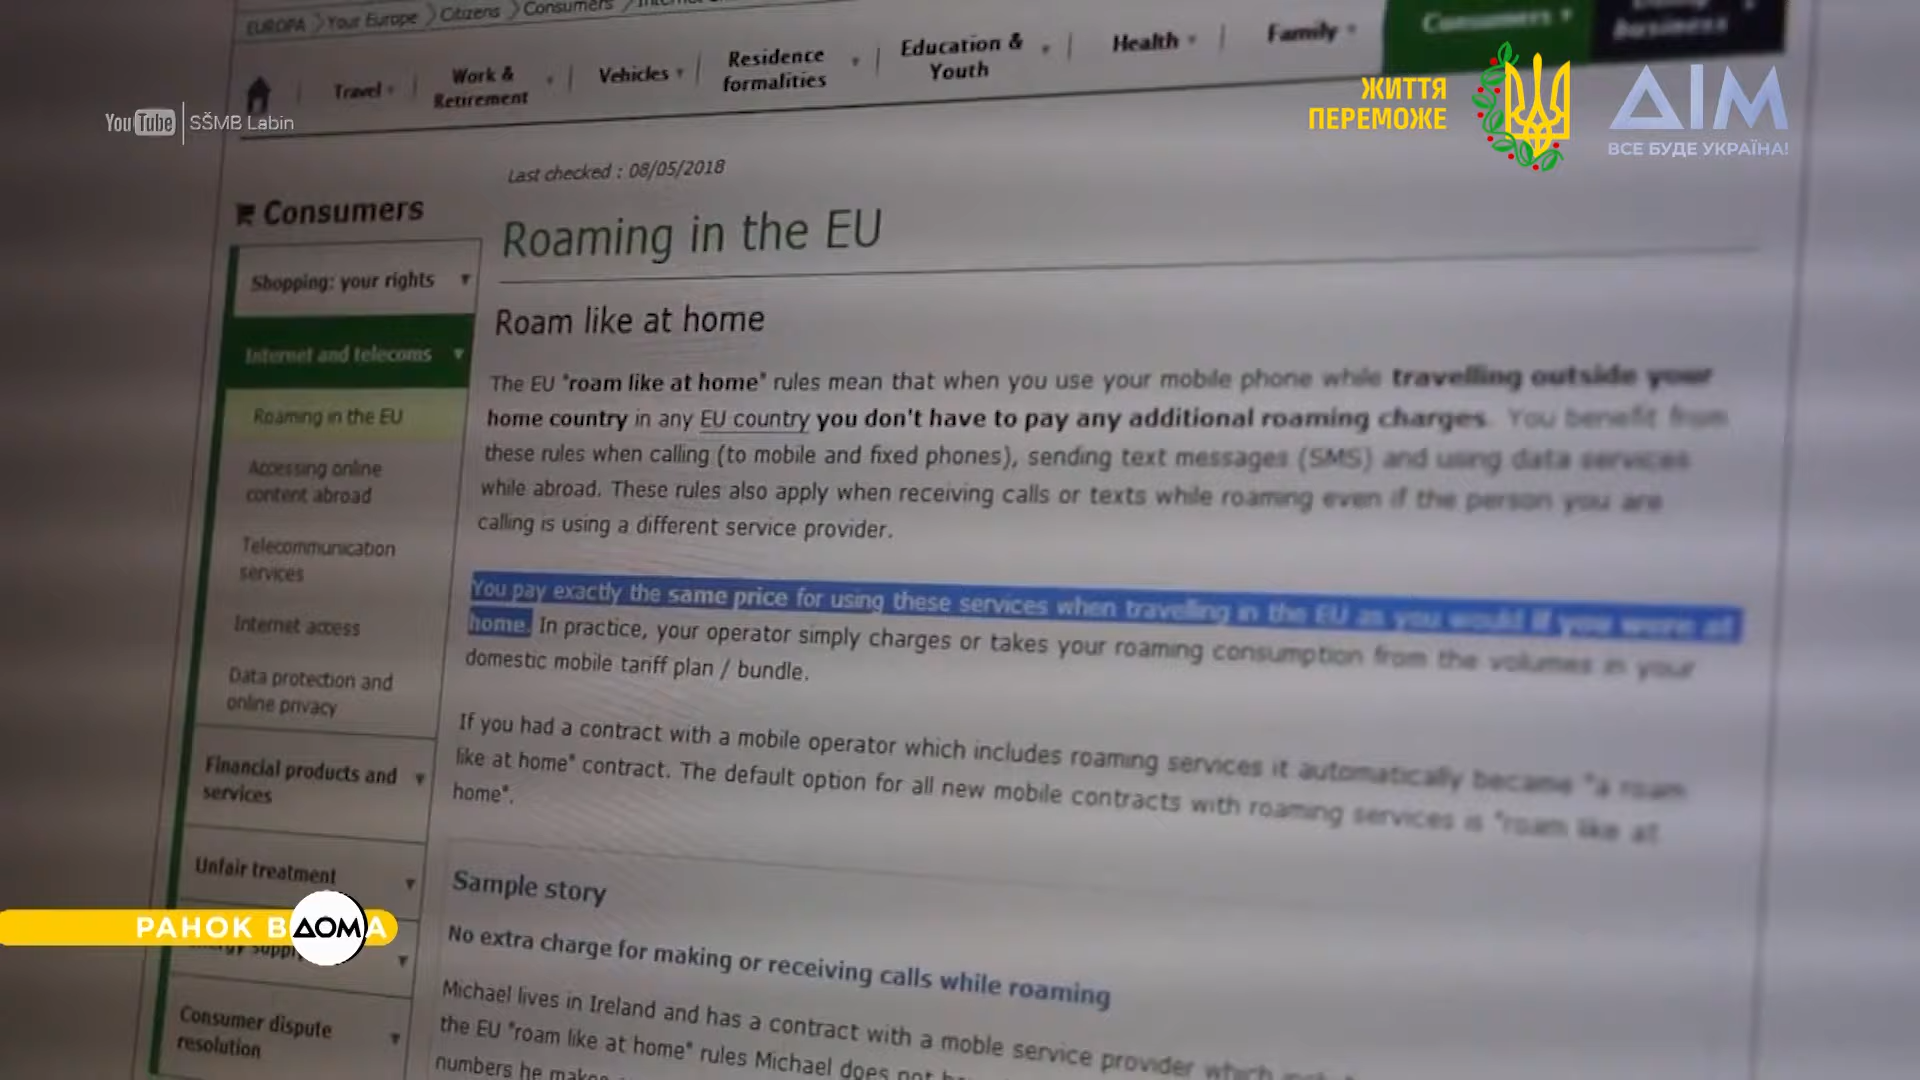 EUROPA Your Europe Citizens Consumers
Travel
Work &
Retirement
Vehicles
Residence
formalities
Education &
Youth
Health
Family
Consumers
business
YouTube SŠMB Labin
ЖИТТЯ
ПЕРЕМОЖЕ
ДІМ
ВСЕ БУДЕ УКРАЇНА!
Last checked : 08/05/2018
Consumers
Shopping: your rights
Internet and telecoms
Roaming in the EU
Accessing online
content abroad
Telecommunication
services
Internet access
Data protection and
online privacy
Financial products and
services
Unfair treatment
Consumer dispute
resolution
Roaming in the EU
Roam like at home
The EU "roam like at home" rules mean that when you use your mobile phone while travelling outside your
home country in any EU country you don't have to pay any additional roaming charges. You benefit from
these rules when calling (to mobile and fixed phones), sending text messages (SMS) and using data services
while abroad. These rules also apply when receiving calls or texts while roaming even if the person you are
calling is using a different service provider.
You pay exactly the same price for using these services when travelling in the EU as you would if you were at
home. In practice, your operator simply charges or takes your roaming consumption from the volumes in your
domestic mobile tariff plan / bundle.
If you had a contract with a mobile operator which includes roaming services it automatically became "a roam
like at home" contract. The default option for all new mobile contracts with roaming services is "roam like at
home".
Sample story
No extra charge for making or receiving calls while roaming
Michael lives in Ireland and has a contract with a moble service provider which
the EU "roam like at home" rules Michael does not
numbers he makes
РАНОК В ДОМА